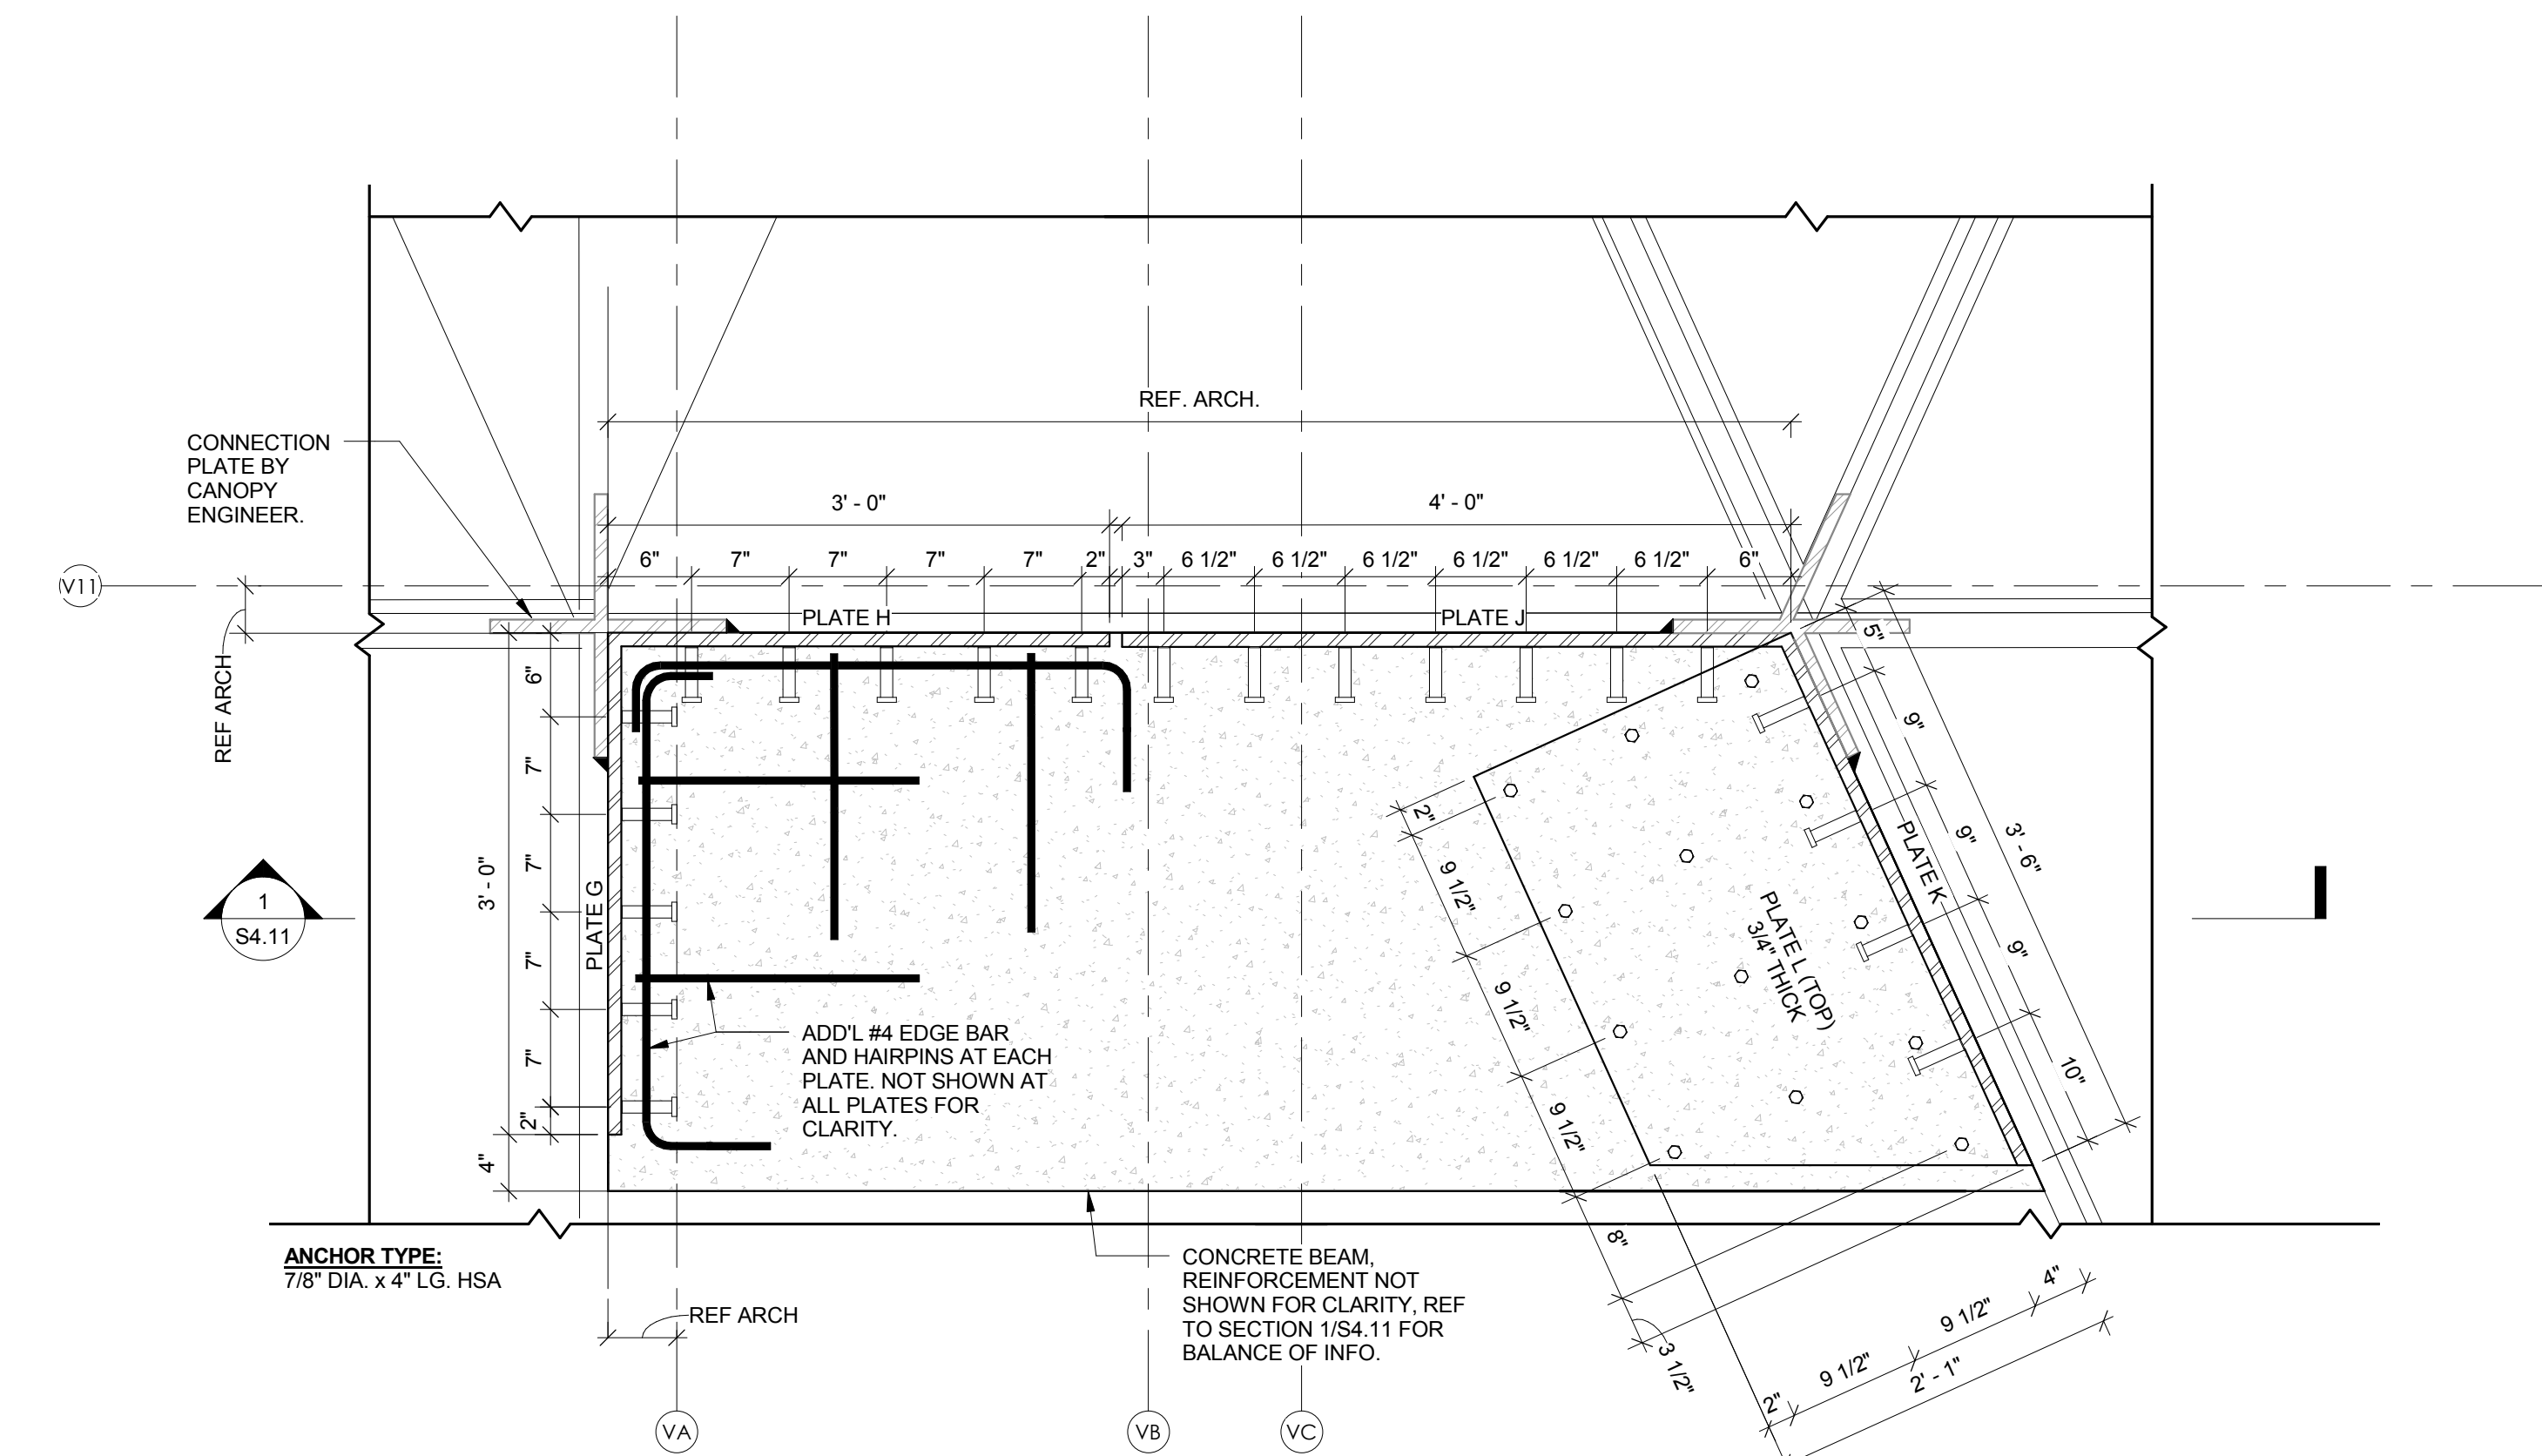 REF. ARCH.
CONNECTION
PLATE BY
CANOPY
ENGINEER.
3' - 0"
4' - 0"
6"
7"
7"
7"
7"
2"
3"
6 1/2"
6 1/2"
6 1/2"
6 1/2"
6 1/2"
6 1/2"
6"
V11
PLATE H
PLATE J
REF ARCH
6"
7"
7"
7"
7"
2"
3' - 0"
4"
PLATE G
1
S4.11
5"
9"
9"
9"
10"
3' - 6"
PLATE K
PLATE L (TOP)
3/4" THICK
2"
9 1/2"
9 1/2"
9 1/2"
8"
3 1/2"
ADD'L #4 EDGE BAR
AND HAIRPINS AT EACH
PLATE. NOT SHOWN AT
ALL PLATES FOR
CLARITY.
ANCHOR TYPE:
7/8" DIA. x 4" LG. HSA
REF ARCH
CONCRETE BEAM,
REINFORCEMENT NOT
SHOWN FOR CLARITY, REF
TO SECTION 1/S4.11 FOR
BALANCE OF INFO.
4"
9 1/2"
9 1/2"
2' - 1"
2"
VA
VB
VC